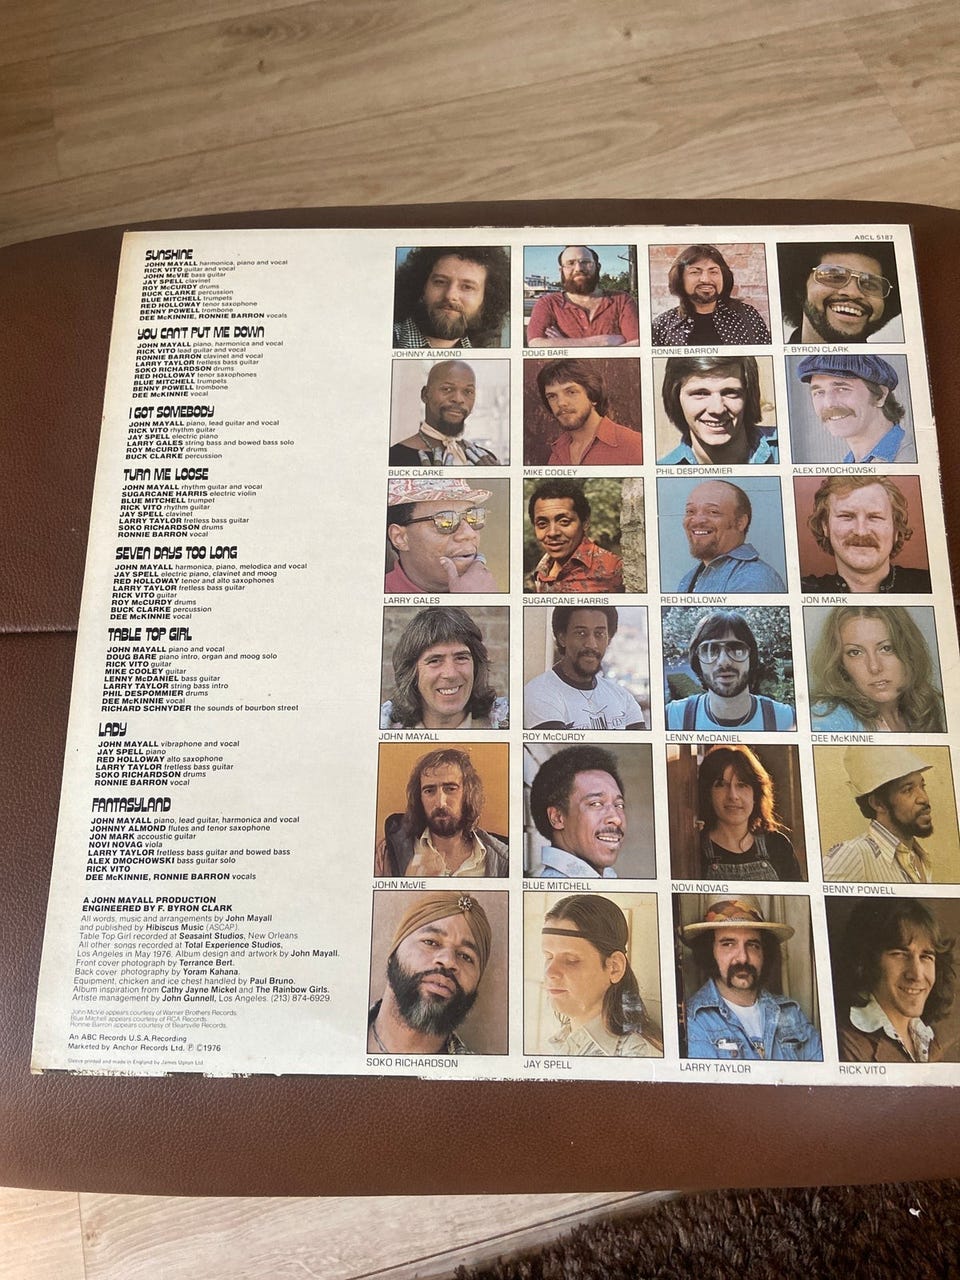 ABCL 5187
SUNSHINE
JOHN MAYALL harmonica, piano and vocal
RICK VITO guitar and vocal
JOHN McVIE bass guitar
JAY SPELL clavinet
ROY McCURDY drums
BUCK CLARKE percussion
BLUE MITCHELL trumpets
RED HOLLOWAY tenor saxophone
BENNY POWELL trombone
DEE McKINNIE, RONNIE BARRON vocals
YOU CAN'T PUT ME DOWN
JOHN MAYALL piano, harmonica and vocal
RICK VITO lead guitar and vocal
RONNIE BARRON clavinet and vocal
LARRY TAYLOR fretless bass guitar
SOKO RICHARDSON drums
RED HOLLOWAY tenor saxophones
BLUE MITCHELL trumpets
BENNY POWELL trombone
DEE McKINNIE vocal
I GOT SOMEBODY
JOHN MAYALL piano, lead guitar and vocal
RICK VITO rhythm guitar
JAY SPELL electric piano
LARRY GALES string bass and bowed bass solo
ROY McCURDY drums
BUCK CLARKE percussion
TURN ME LOOSE
JOHN MAYALL rhythm guitar and vocal
SUGARCANE HARRIS electric violin
BLUE MITCHELL trumpet
RICK VITO rhythm guitar
JAY SPELL clavinet
LARRY TAYLOR fretless bass guitar
SOKO RICHARDSON drums
RONNIE BARRON vocal
SEVEN DAYS TOO LONG
JOHN MAYALL harmonica, piano, melodica and vocal
JAY SPELL electric piano, clavinet and moog
RED HOLLOWAY tenor and alto saxophones
LARRY TAYLOR fretless bass guitar
RICK VITO guitar
ROY McCURDY drums
BUCK CLARKE percussion
DEE McKINNIE vocal
TABLE TOP GIRL
JOHN MAYALL piano and vocal
DOUG BARE piano intro, organ and moog solo
RICK VITO guitar
MIKE COOLEY guitar
LENNY McDANIEL bass guitar
LARRY TAYLOR string bass intro
PHIL DESPOMMIER drums
DEE McKINNIE vocal
RICHARD SCHNYDER the sounds of bourbon street
LADY
JOHN MAYALL vibraphone and vocal
JAY SPELL piano
RED HOLLOWAY alto saxophone
LARRY TAYLOR fretless bass guitar
SOKO RICHARDSON drums
RONNIE BARRON vocal
FANTASYLAND
JOHN MAYALL piano, lead guitar, harmonica and vocal
JOHNNY ALMOND flutes and tenor saxophone
JON MARK accoustic guitar
NOVI NOVAG viola
LARRY TAYLOR fretless bass guitar and bowed bass
ALEX DMOCHOWSKI bass guitar solo
RICK VITO
DEE McKINNIE, RONNIE BARRON vocals
A JOHN MAYALL PRODUCTION
ENGINEERED BY F. BYRON CLARK
All words, music and arrangements by John Mayall
and published by Hibiscus Music (ASCAP).
Table Top Girl recorded at Seasaint Studios, New Orleans
All other songs recorded at Total Experience Studios,
Los Angeles in May 1976. Album design and artwork by John Mayall.
Front cover photography by Terrance Bert.
Back cover photography by Yoram Kahana.
Equipment, chicken and ice chest handled by Paul Bruno.
Album inspiration from Cathy Jayne Mickel and The Rainbow Girls.
Artiste management by John Gunnell, Los Angeles. (213) 874-6929.
John McVie appears courtesy of Warner Brothers Records.
Blue Mitchell appears courtesy of RCA Records.
Ronnie Barron appears courtesy of Bearsville Records.
An ABC Records U.S.A. Recording
Marketed by Anchor Records Ltd. ℗ ©1976
Sleeve printed and made in England by James Upton Ltd
JOHNNY ALMOND
DOUG BARE
RONNIE BARRON
F. BYRON CLARK
BUCK CLARKE
MIKE COOLEY
PHIL DESPOMMIER
ALEX DMOCHOWSKI
LARRY GALES
SUGARCANE HARRIS
RED HOLLOWAY
JON MARK
JOHN MAYALL
ROY McCURDY
LENNY McDANIEL
DEE McKINNIE
JOHN McVIE
BLUE MITCHELL
NOVI NOVAG
BENNY POWELL
SOKO RICHARDSON
JAY SPELL
LARRY TAYLOR
RICK VITO